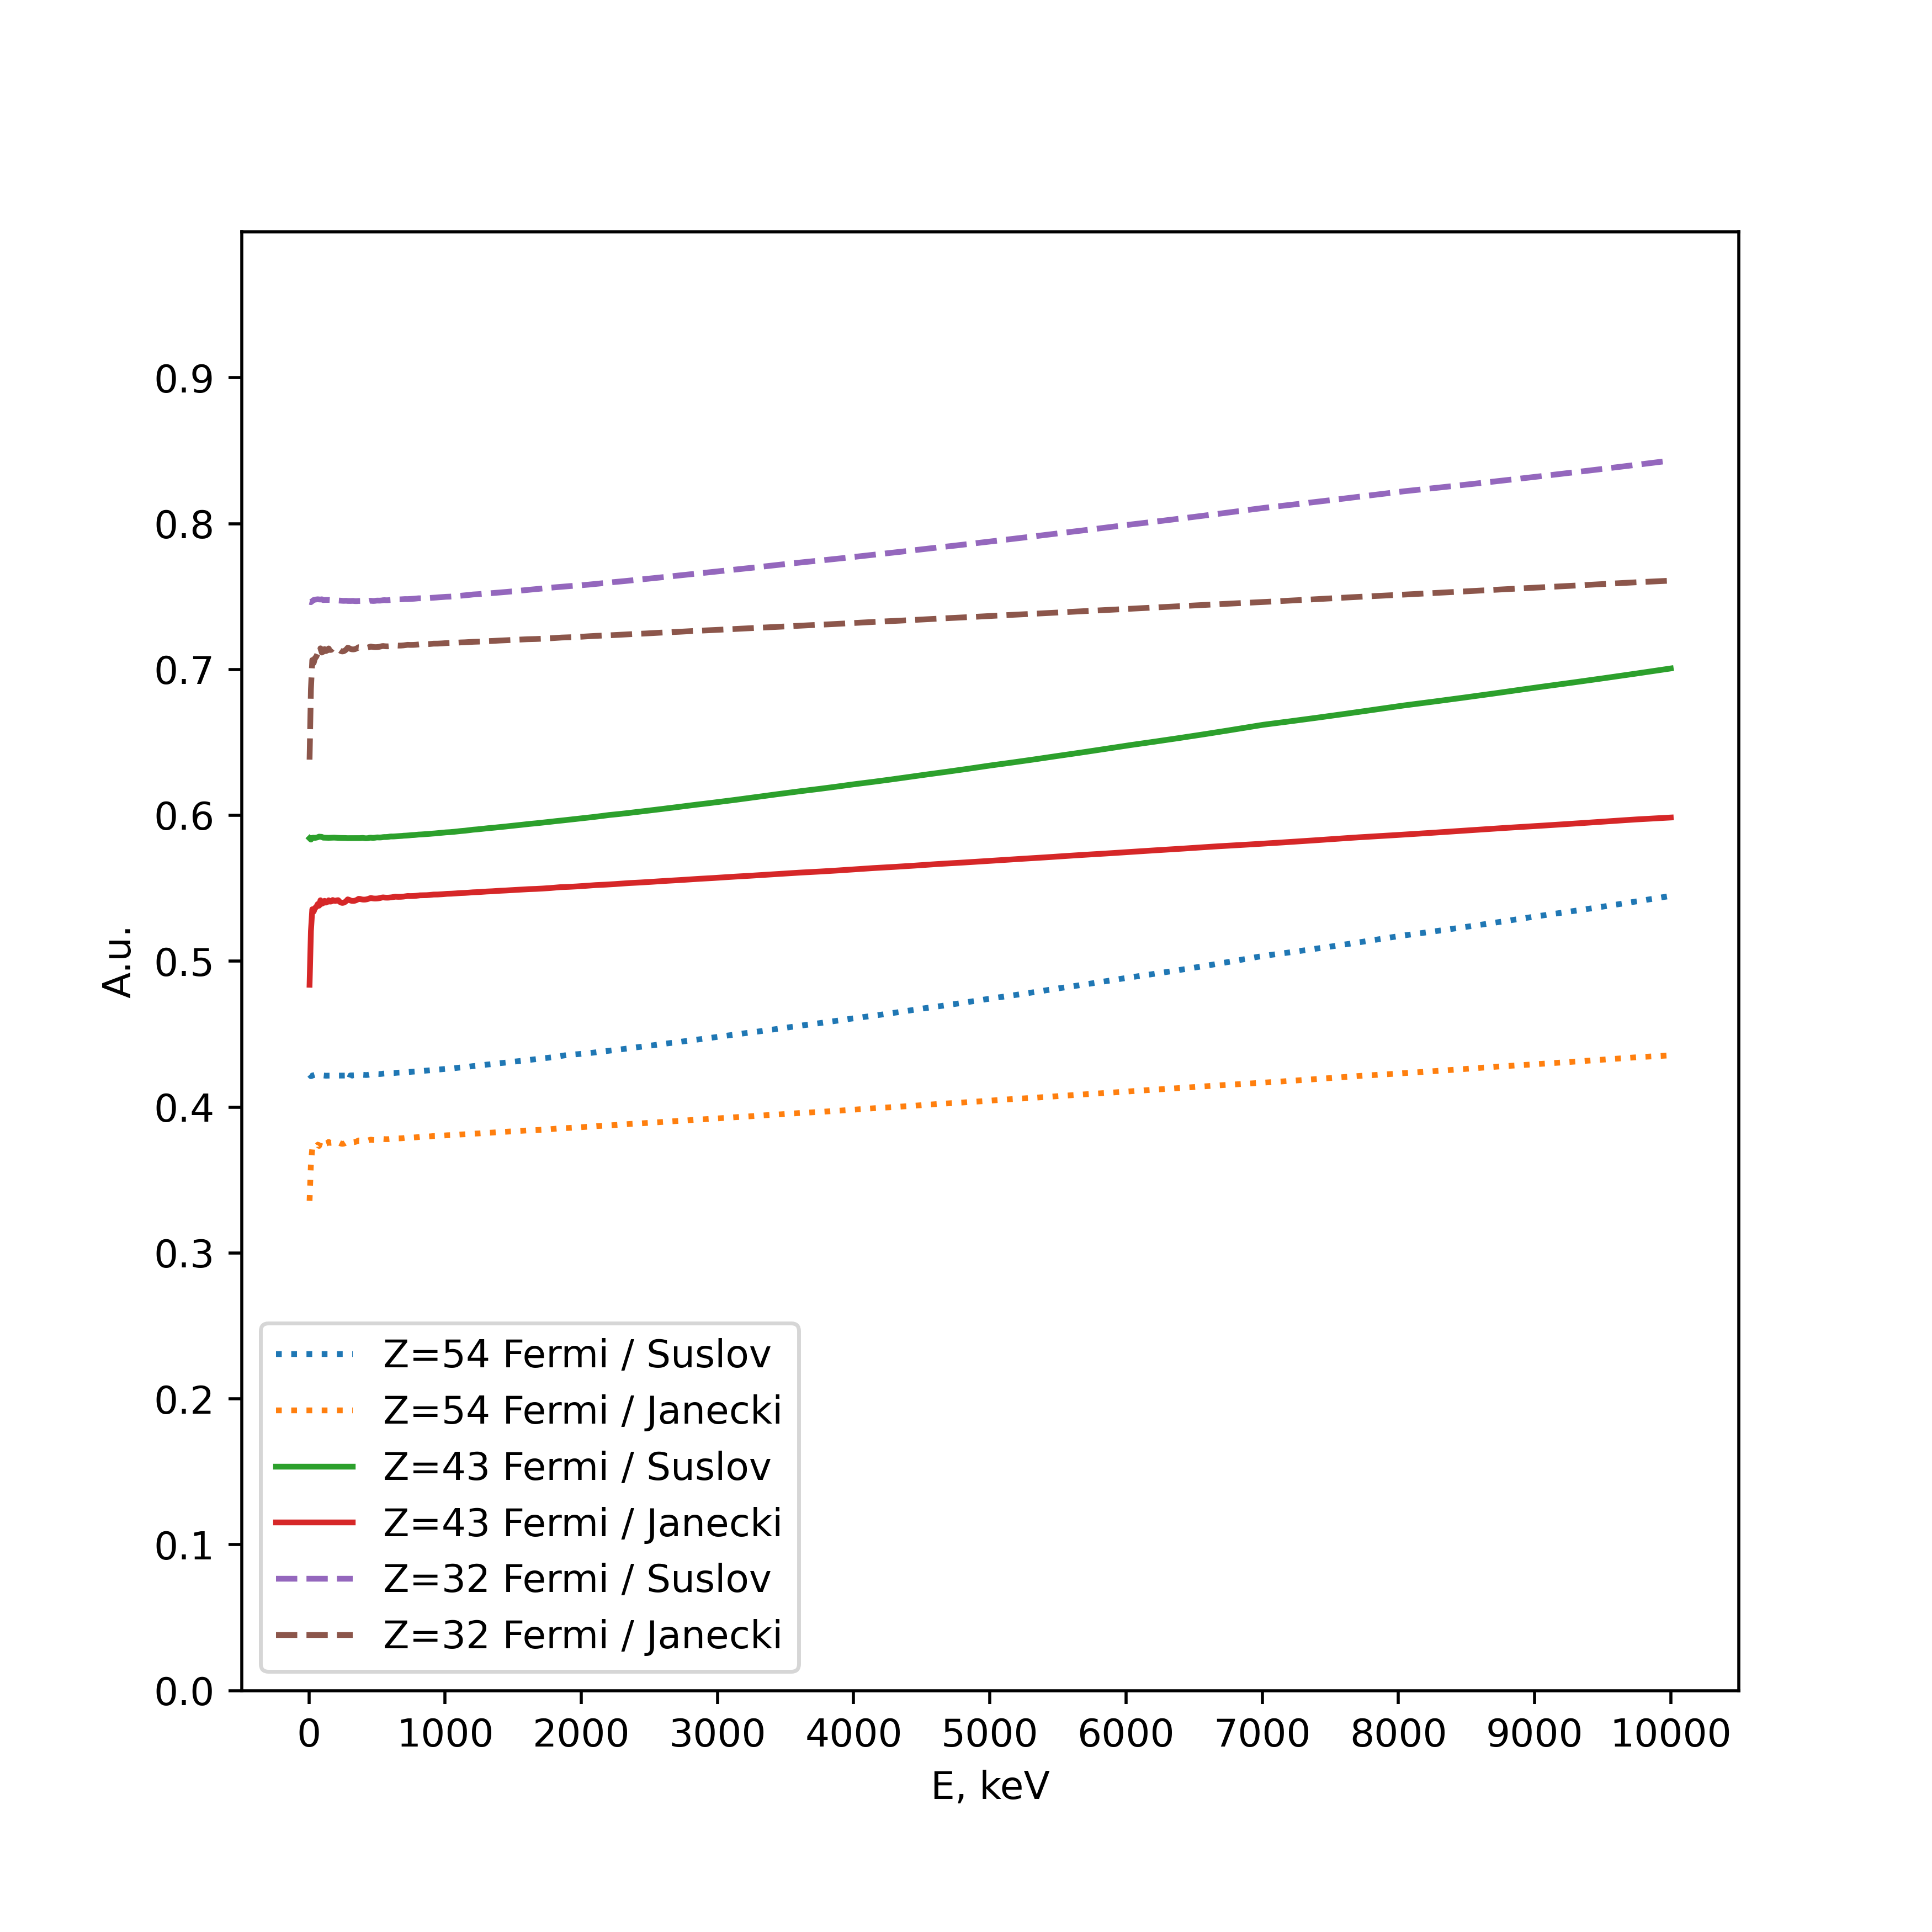 0.9
0.8
0.7
0.6
0.5
0.4
0.3
0.2
0.1
0.0
A.u.
Z=54 Fermi / Suslov
Z=54 Fermi / Janecki
Z=43 Fermi / Suslov
Z=43 Fermi / Janecki
Z=32 Fermi / Suslov
Z=32 Fermi / Janecki
0 1000 2000 3000 4000 5000 6000 7000 8000 9000 10000
E, keV